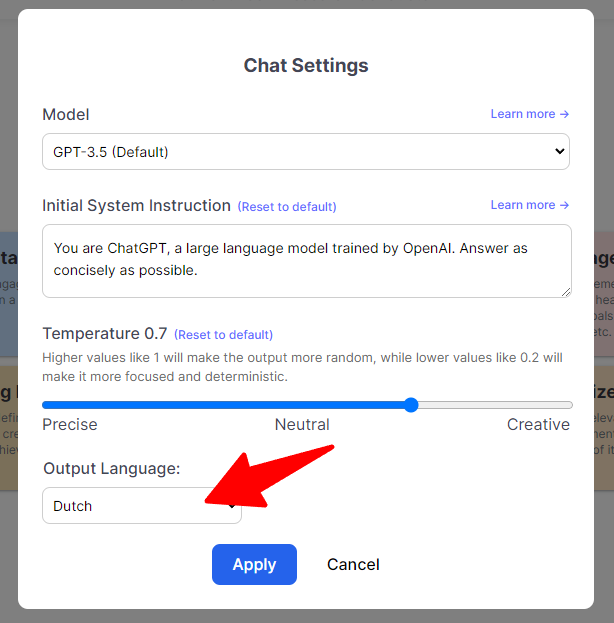 Chat Settings
Model
Learn more →
GPT-3.5 (Default)
Initial System Instruction (Reset to default)
Learn more →
You are ChatGPT, a large language model trained by OpenAI. Answer as
concisely as possible.
Temperature 0.7 (Reset to default)
Higher values like 1 will make the output more random, while lower values like 0.2 will
make it more focused and deterministic.
Precise Neutral Creative
Output Language:
Dutch
Apply Cancel